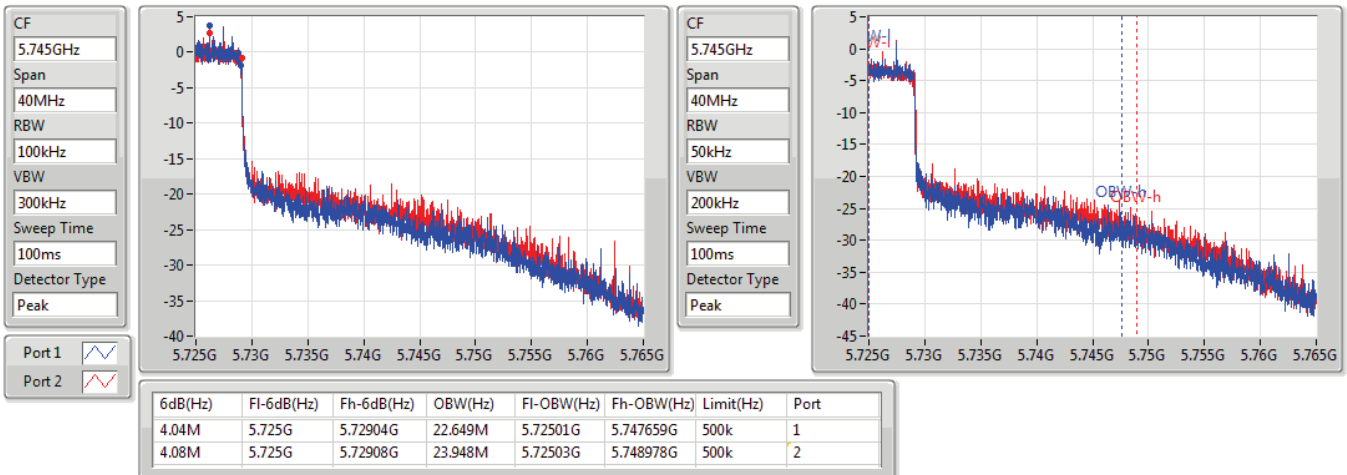 CF
5.745GHz
Span
40MHz
RBW
100kHz
VBW
300kHz
Sweep Time
100ms
Detector Type
Peak
Port 1
Port 2
5
0
-5
-10
-15
-20
-25
-30
-35
-40
5.725G 5.73G 5.735G 5.74G 5.745G 5.75G 5.755G 5.76G 5.765G
CF
5.745GHz
Span
40MHz
RBW
50kHz
VBW
200kHz
Sweep Time
100ms
Detector Type
Peak
5
0
-5
-10
-15
-20
-25
-30
-35
-40
-45
W-l
W-l
OBW-h
OBW-h
5.725G 5.73G 5.735G 5.74G 5.745G 5.75G 5.755G 5.76G 5.765G
6dB(Hz) Fl-6dB(Hz) Fh-6dB(Hz) OBW(Hz) Fl-OBW(Hz) Fh-OBW(Hz) Limit(Hz) Port
4.04M 5.725G 5.72904G 22.649M 5.72501G 5.747659G 500k 1
4.08M 5.725G 5.72908G 23.948M 5.72503G 5.748978G 500k 2